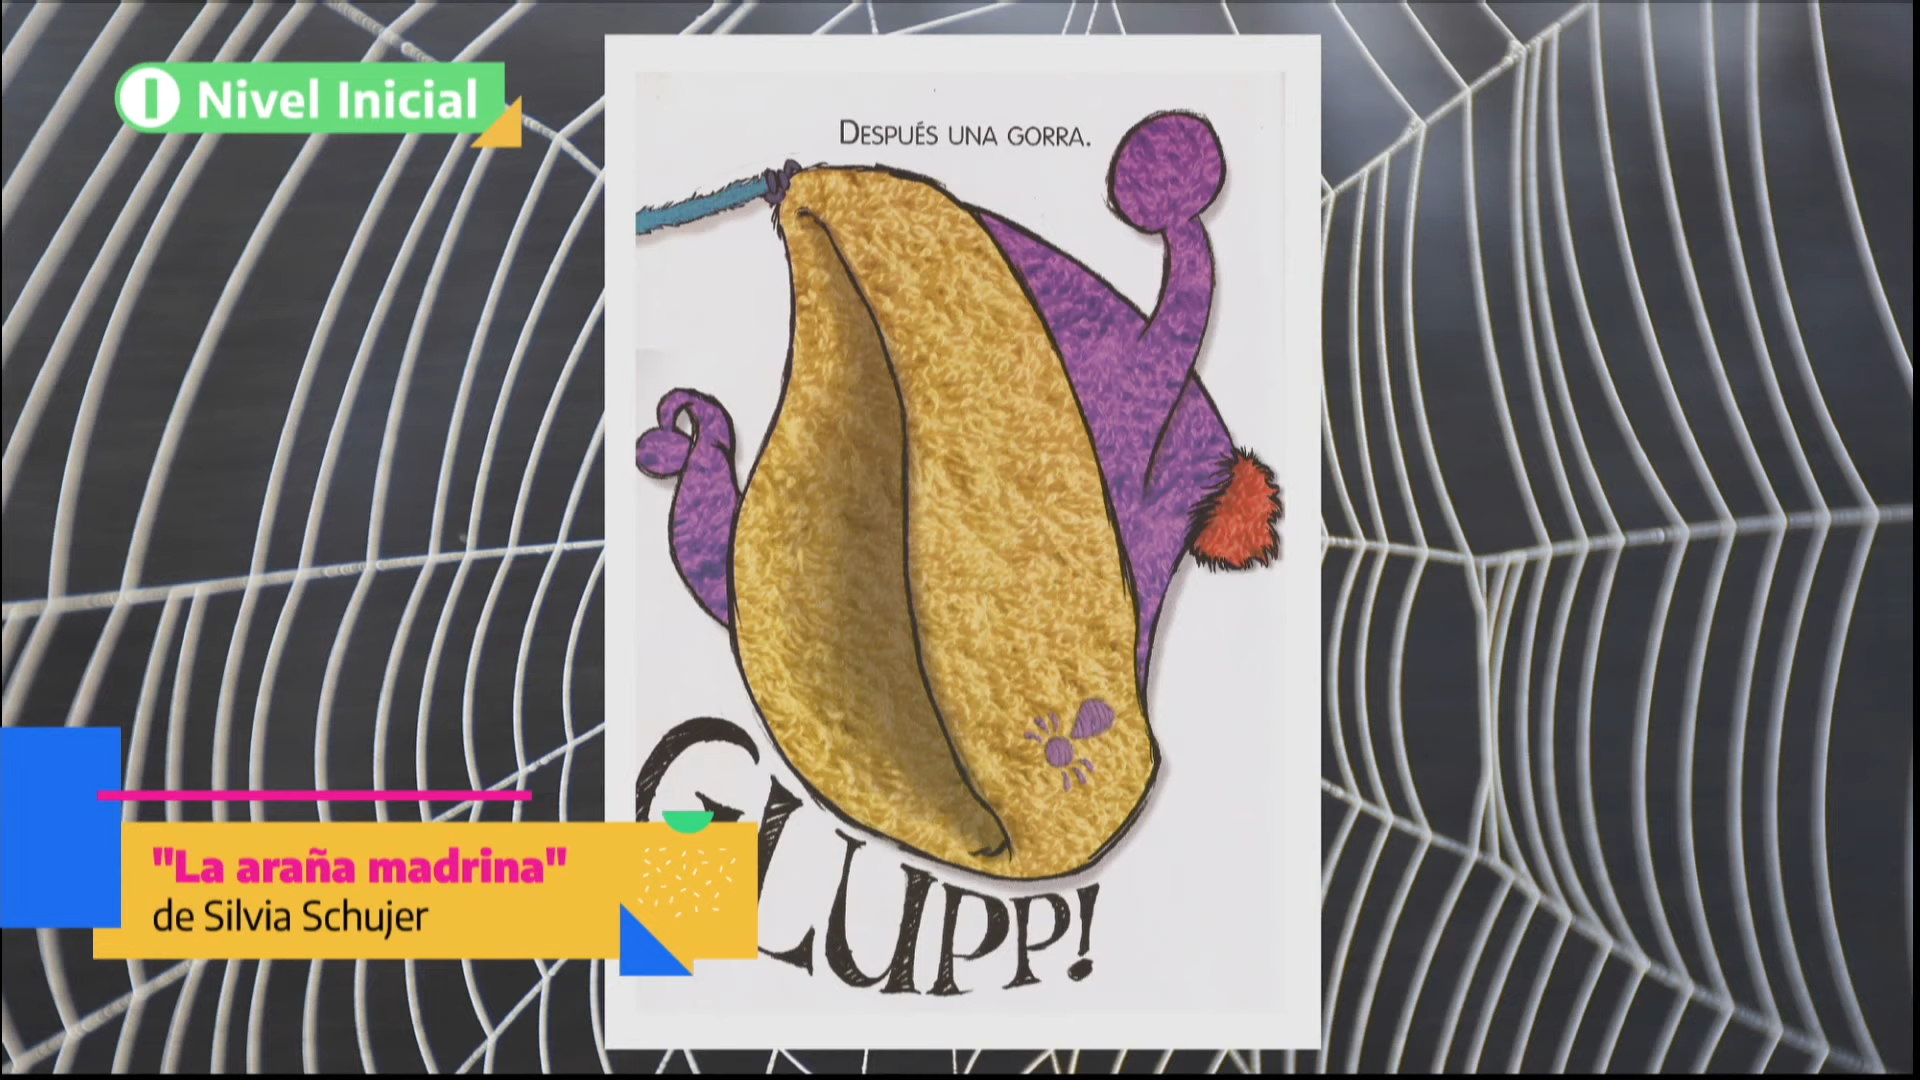 Nivel Inicial
DESPUÉS UNA GORRA.
GLUPP!
"La araña madrina"
de Silvia Schujer